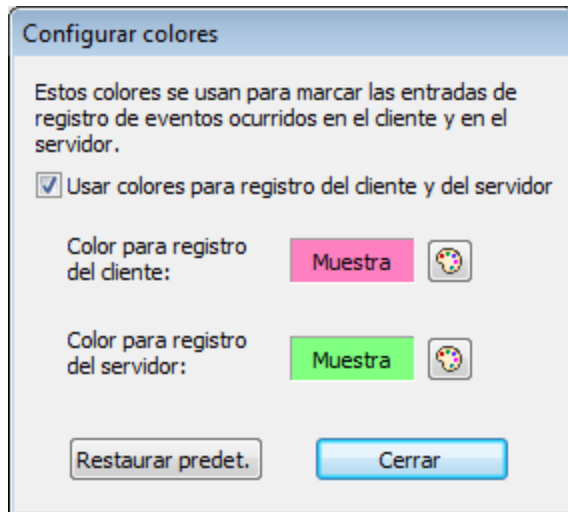 Configurar colores
Estos colores se usan para marcar las entradas de
registro de eventos ocurridos en el cliente y en el
servidor.
Usar colores para registro del cliente y del servidor
Color para registro
del cliente:
Muestra
Color para registro
del servidor:
Muestra
Restaurar predet.
Cerrar